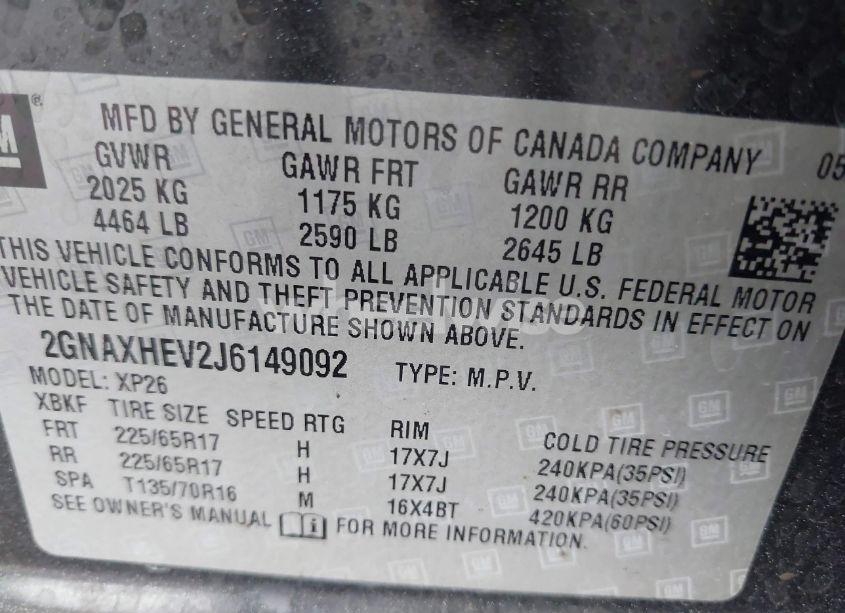 GM ®
MFD BY GENERAL MOTORS OF CANADA COMPANY 05
GVWR GAWR FRT GAWR RR
2025 KG 1175 KG 1200 KG
4464 LB 2590 LB 2645 LB
THIS VEHICLE CONFORMS TO ALL APPLICABLE U.S. FEDERAL MOTOR
VEHICLE SAFETY AND THEFT PREVENTION STANDARDS IN EFFECT ON
THE DATE OF MANUFACTURE SHOWN ABOVE.
2GNAXHEV2J6149092 TYPE: M.P.V.
MODEL: XP26
XBKF TIRE SIZE SPEED RTG RIM COLD TIRE PRESSURE
FRT 225/65R17 H 17X7J 240KPA(35PSI)
RR 225/65R17 H 17X7J 240KPA(35PSI)
SPA T135/70R16 M 16X4BT 420KPA(60PSI)
SEE OWNER'S MANUAL i FOR MORE INFORMATION.